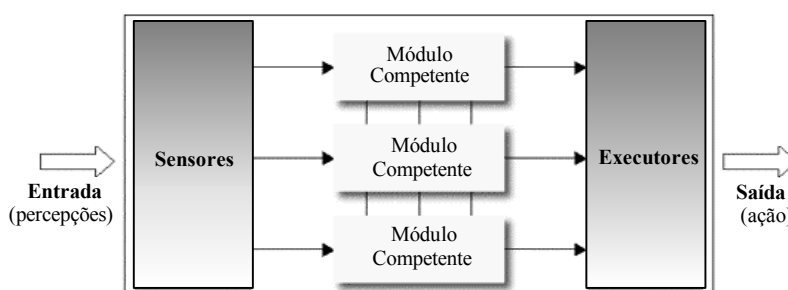 Módulo
Competente
Sensores
Módulo
Competente
Executores
Entrada
(percepções)
Saída
(ação)
Módulo
Competente